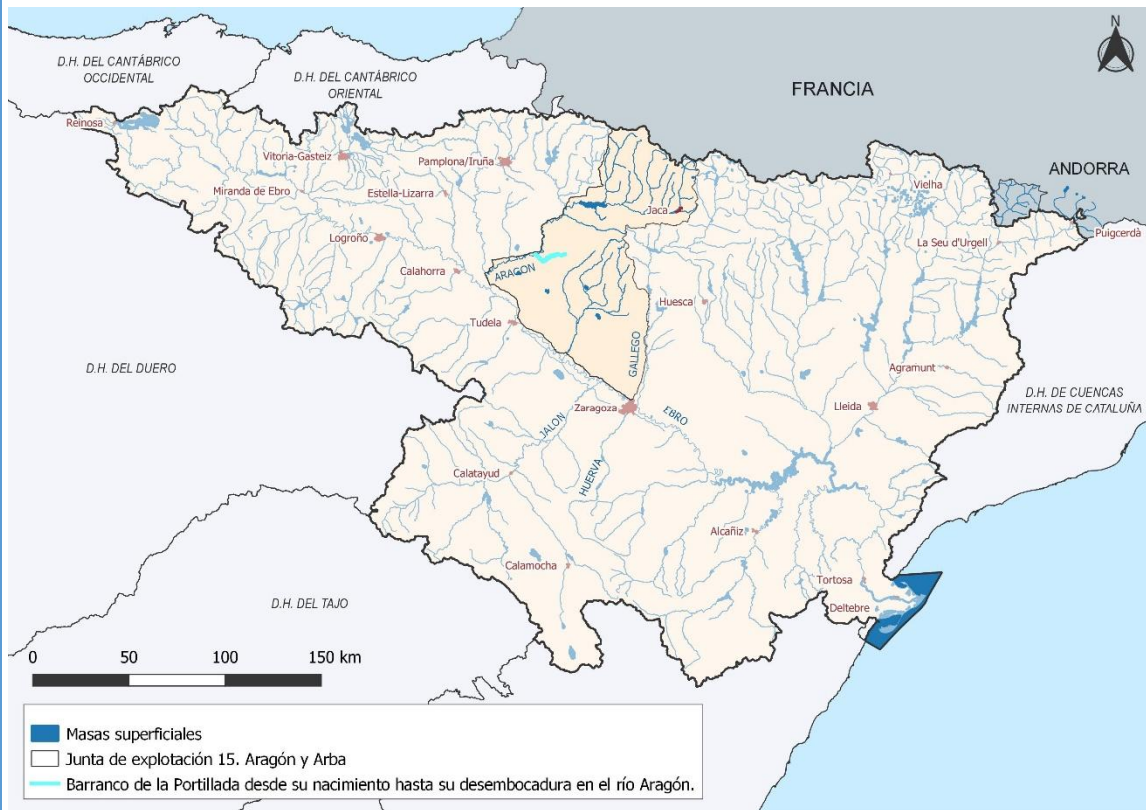 D.H. DEL CANTÁBRICO
OCCIDENTAL
D.H. DEL CANTÁBRICO
ORIENTAL
N
FRANCIA
Reinosa
Vitoria-Gasteiz
Pamplona/Iruña
Vielha
ANDORRA
Miranda de Ebro
Estella-Lizarra
Jaca
Puigcerdà
La Seu d'Urgell
Logroño
Calahorra
ARAGON
Huesca
Tudela
GALLEGO
D.H. DEL DUERO
Agramunt
D.H. DE CUENCAS
INTERNAS DE CATALUÑA
Zaragoza
EBRO
Lleida
JALON
Calatayud
HUERVA
Alcañiz
Calamocha
Tortosa
Deltebre
D.H. DEL TAJO
0 50 100 150 km
Masas superficiales
Junta de explotación 15. Aragón y Arba
Barranco de la Portillada desde su nacimiento hasta su desembocadura en el río Aragón.